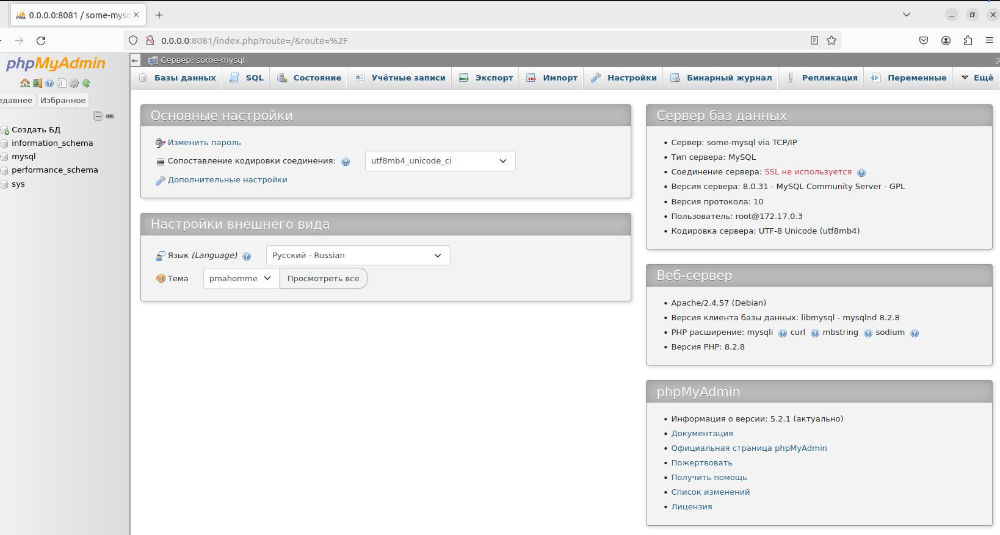 0.0.0.0:8081 / some-mysq
0.0.0.0:8081/index.php?route=/&route=%2F
phpMyAdmin
едавнее Избранное
Создать БД
information_schema
mysql
performance_schema
sys
Сервер: some-mysql
Базы данных SQL Состояние Учётные записи Экспорт Импорт Настройки Бинарный журнал Репликация Переменные Ещё
Основные настройки
Изменить пароль
Сопоставление кодировки соединения: utf8mb4_unicode_ci
Дополнительные настройки
Настройки внешнего вида
Язык (Language) Русский - Russian
Тема pmahomme Просмотреть все
Сервер баз данных
• Сервер: some-mysql via TCP/IP
• Тип сервера: MySQL
• Соединение сервера: SSL не используется
• Версия сервера: 8.0.31 - MySQL Community Server - GPL
• Версия протокола: 10
• Пользователь: root@172.17.0.3
• Кодировка сервера: UTF-8 Unicode (utf8mb4)
Веб-сервер
• Apache/2.4.57 (Debian)
• Версия клиента базы данных: libmysql - mysqlnd 8.2.8
• PHP расширение: mysqli curl mbstring sodium
• Версия PHP: 8.2.8
phpMyAdmin
• Информация о версии: 5.2.1 (актуально)
• Документация
• Официальная страница phpMyAdmin
• Пожертвовать
• Получить помощь
• Список изменений
• Лицензия